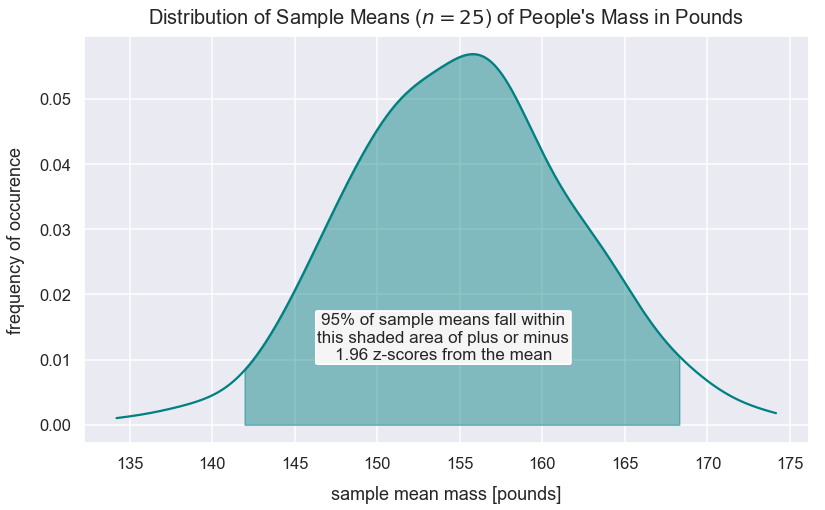 Distribution of Sample Means (n = 25) of People's Mass in Pounds
frequency of occurence
0.05
0.04
0.03
0.02
0.01
0.00
95% of sample means fall within
this shaded area of plus or minus
1.96 z-scores from the mean
135 140 145 150 155 160 165 170 175
sample mean mass [pounds]